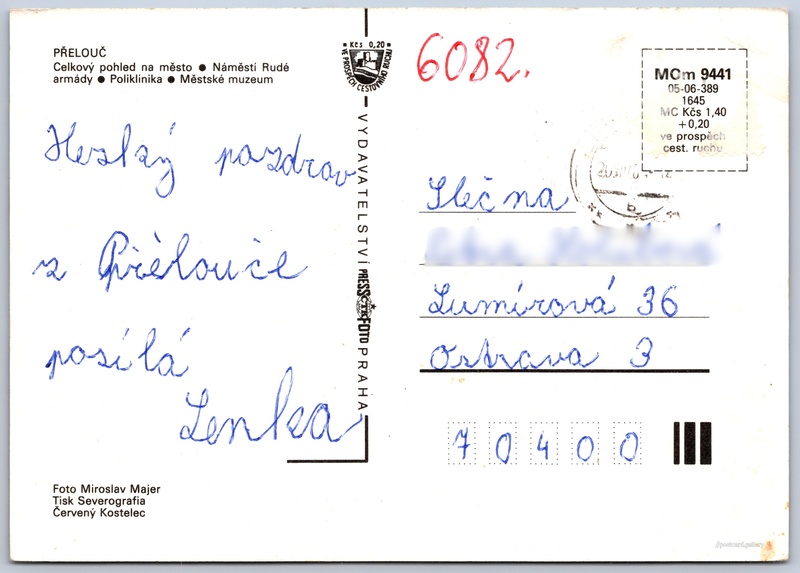 PŘELOUČ
Celkový pohled na město ● Náměstí Rudé
armády ● Poliklinika ● Městské muzeum
Kčs 0,20
VE PROSPĚCH CESTOVNÍHO RUCHU
6082.
MOm 9441
05-06-389
1645
MC Kčs 1,40
+0,20
ve prospěch
cest. ruchu
Hezký pozdrav
z Přelouče
posílá
Lenka
VYDAVATELSTVÍ PRESSFOTO PRAHA
Slečna
Lumírová 36
Ostrava 3
70400
Foto Miroslav Majer
Tisk Severografia
Červený Kostelec